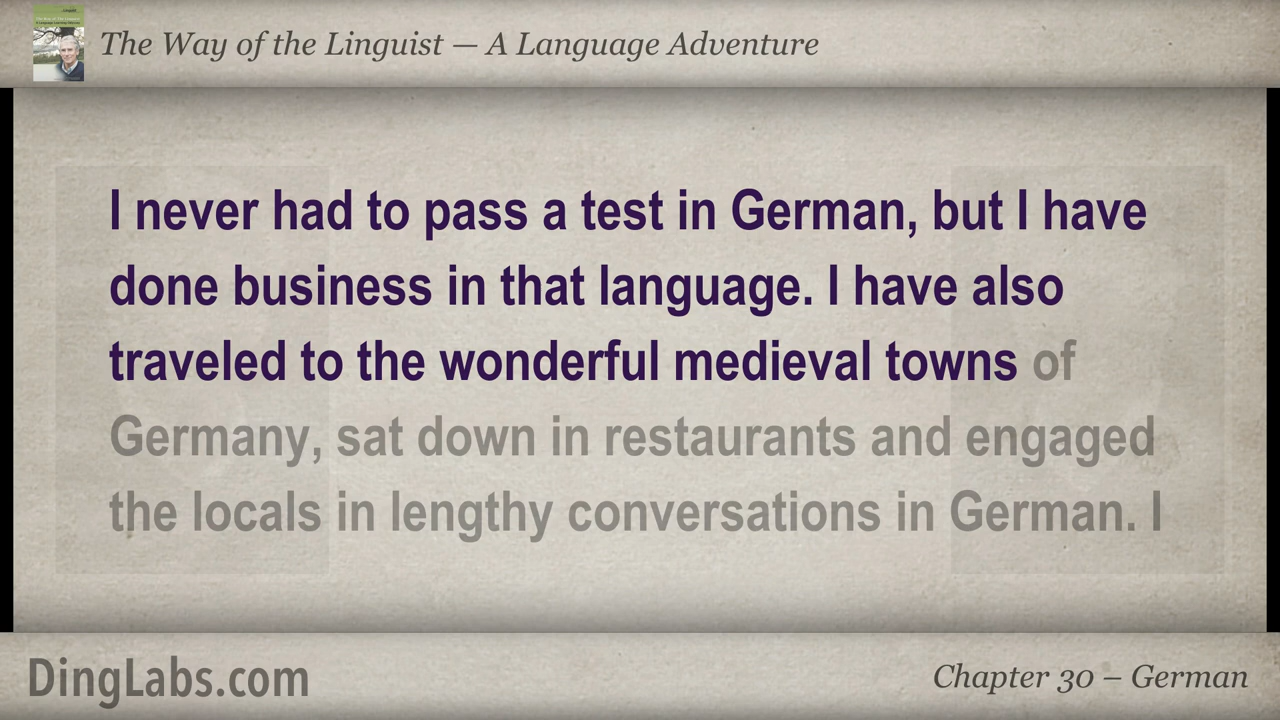 The Way of the Linguist — A Language Adventure
I never had to pass a test in German, but I have
done business in that language. I have also
traveled to the wonderful medieval towns of
Germany, sat down in restaurants and engaged
the locals in lengthy conversations in German. I
DingLabs.com
Chapter 30 – German